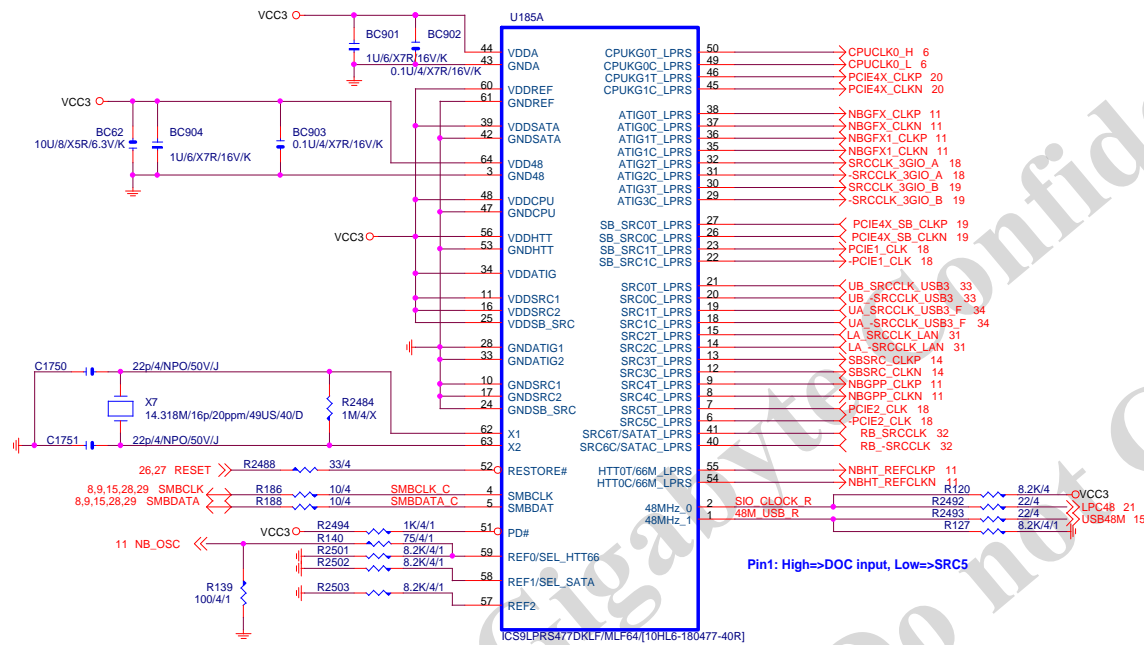 U185A
VCC3
BC901
1U/6/X7R/16V/K
BC902
0.1U/4/X7R/16V/K
VCC3
BC62
10U/8/X5R/6.3V/K
BC904
1U/6/X7R/16V/K
BC903
0.1U/4/X7R/16V/K
VCC3
44 VDDA
43 GNDA
60 VDDREF
61 GNDREF
39 VDDSATA
42 GNDSATA
64 VDD48
3 GND48
48 VDDCPU
47 GNDCPU
56 VDDHTT
53 GNDHTT
34 VDDATIG
11 VDDSRC1
16 VDDSRC2
25 VDDSB_SRC
28 GNDATIG1
33 GNDATIG2
10 GNDSRC1
17 GNDSRC2
24 GNDSB_SRC
C1750 22p/4/NPO/50V/J
X7
14.318M/16p/20ppm/49US/40/D
R2484
1M/4/X
C1751 22p/4/NPO/50V/J
62 X1
63 X2
26,27 RESET R2488 33/4 52 RESTORE#
8,9,15,28,29 SMBCLK R186 10/4 SMBCLK_C 4 SMBCLK
8,9,15,28,29 SMBDATA R188 10/4 SMBDATA_C 5 SMBDAT
VCC3 R2494 1K/4/1 51 PD#
11 NB_OSC R140 75/4/1 59 REF0/SEL_HTT66
R2501 8.2K/4/1
R2502 8.2K/4/1 58 REF1/SEL_SATA
R2503 8.2K/4/1 57 REF2
R139
100/4/1
CPUKG0T_LPRS 50 CPUCLK0_H 6
CPUKG0C_LPRS 49 CPUCLK0_L 6
CPUKG1T_LPRS 46 PCIE4X_CLKP 20
CPUKG1C_LPRS 45 PCIE4X_CLKN 20
ATIG0T_LPRS 38 NBGFX_CLKP 11
ATIG0C_LPRS 37 NBGFX_CLKN 11
ATIG1T_LPRS 36 NBGFX1_CLKP 11
ATIG1C_LPRS 35 NBGFX1_CLKN 11
ATIG2T_LPRS 32 SRCCLK_3GIO_A 18
ATIG2C_LPRS 31 -SRCCLK_3GIO_A 18
ATIG3T_LPRS 30 SRCCLK_3GIO_B 19
ATIG3C_LPRS 29 -SRCCLK_3GIO_B 19
SB_SRC0T_LPRS 27 PCIE4X_SB_CLKP 19
SB_SRC0C_LPRS 26 PCIE4X_SB_CLKN 19
SB_SRC1T_LPRS 23 PCIE1_CLK 18
SB_SRC1C_LPRS 22 -PCIE1_CLK 18
SRC0T_LPRS 21 UB_SRCCLK_USB3 33
SRC0C_LPRS 20 UB_-SRCCLK_USB3 33
SRC1T_LPRS 19 UA_SRCCLK_USB3_F 34
SRC1C_LPRS 18 UA_-SRCCLK_USB3_F 34
SRC2T_LPRS 15 LA_SRCCLK_LAN 31
SRC2C_LPRS 14 LA_-SRCCLK_LAN 31
SRC3T_LPRS 13 SBSRC_CLKP 14
SRC3C_LPRS 12 SBSRC_CLKN 14
SRC4T_LPRS 9 NBGPP_CLKP 11
SRC4C_LPRS 8 NBGPP_CLKN 11
SRC5T_LPRS 7 PCIE2_CLK 18
SRC5C_LPRS 6 -PCIE2_CLK 18
SRC6T/SATAT_LPRS 41 RB_SRCCLK 32
SRC6C/SATAC_LPRS 40 RB_-SRCCLK 32
HTT0T/66M_LPRS 55 NBHT_REFCLKP 11
HTT0C/66M_LPRS 54 NBHT_REFCLKN 11
R120 8.2K/4 VCC3
48MHz_0 2 SIO_CLOCK_R R2492 22/4 LPC48 21
48MHz_1 1 48M_USB_R R2493 22/4 USB48M 15
R127 8.2K/4/1
Pin1: High=>DOC input, Low=>SRC5
ICS9LPRS477DKLF/MLF64/[10HL6-180477-40R]
Gigabyte Confide
Do not C